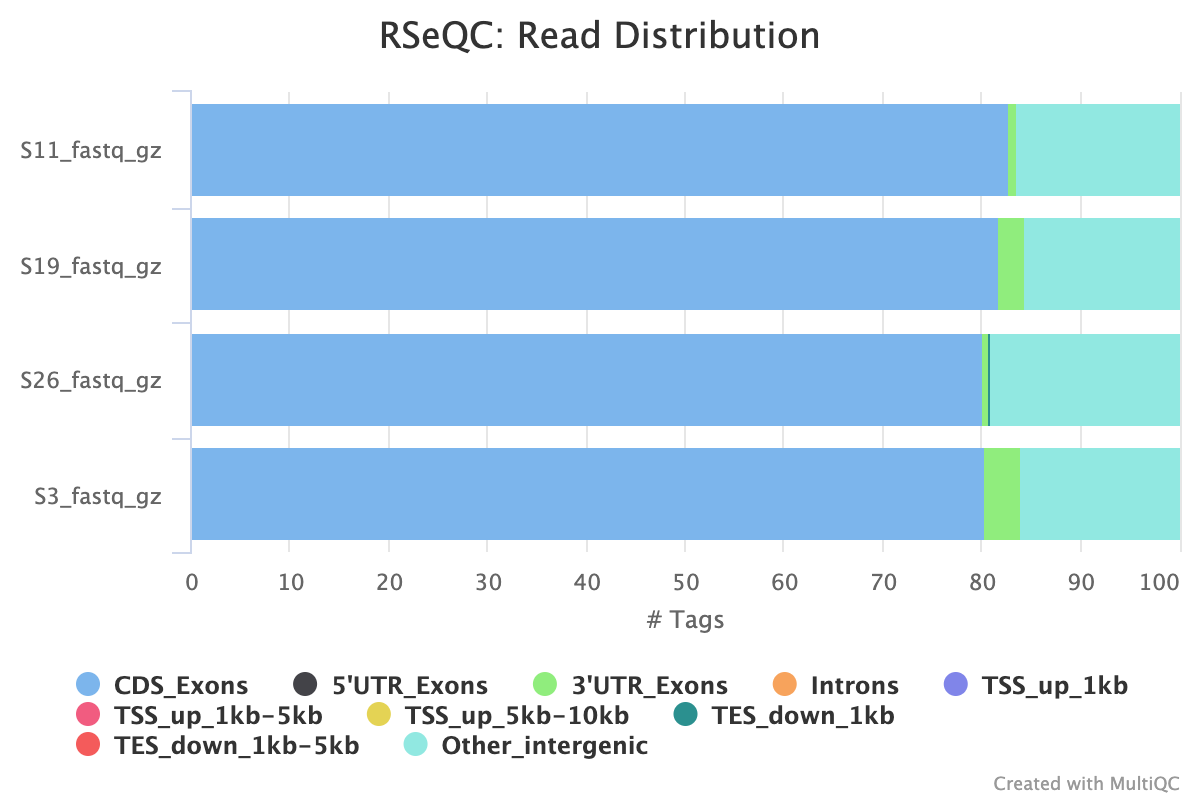 RSeQC: Read Distribution
S11_fastq_gz
S19_fastq_gz
S26_fastq_gz
S3_fastq_gz
0 10 20 30 40 50 60 70 80 90 100
# Tags
CDS_Exons 5'UTR_Exons 3'UTR_Exons Introns TSS_up_1kb
TSS_up_1kb-5kb TSS_up_5kb-10kb TES_down_1kb
TES_down_1kb-5kb Other_intergenic
Created with MultiQC